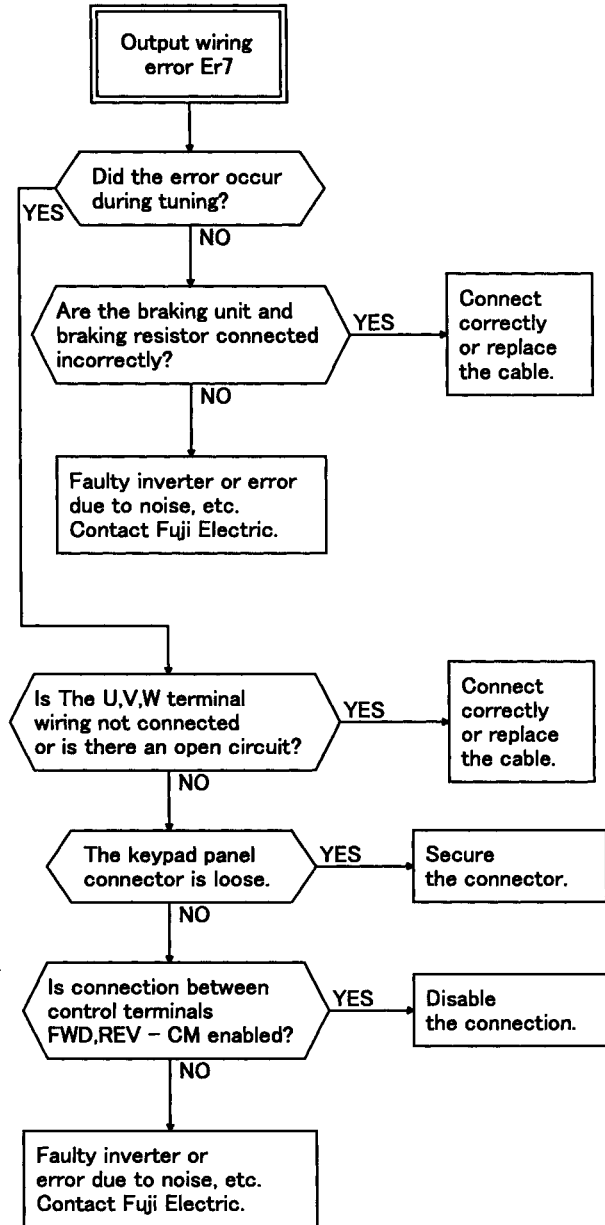 Output wiring
error Er7
Did the error occur
during tuning?
YES
NO
Are the braking unit and
braking resistor connected
incorrectly?
YES
Connect
correctly
or replace
the cable.
NO
Faulty inverter or error
due to noise, etc.
Contact Fuji Electric.
Is The U,V,W terminal
wiring not connected
or is there an open circuit?
YES
Connect
correctly
or replace
the cable.
NO
The keypad panel
connector is loose.
YES
Secure
the connector.
NO
Is connection between
control terminals
FWD,REV – CM enabled?
YES
Disable
the connection.
NO
Faulty inverter or
error due to noise, etc.
Contact Fuji Electric.